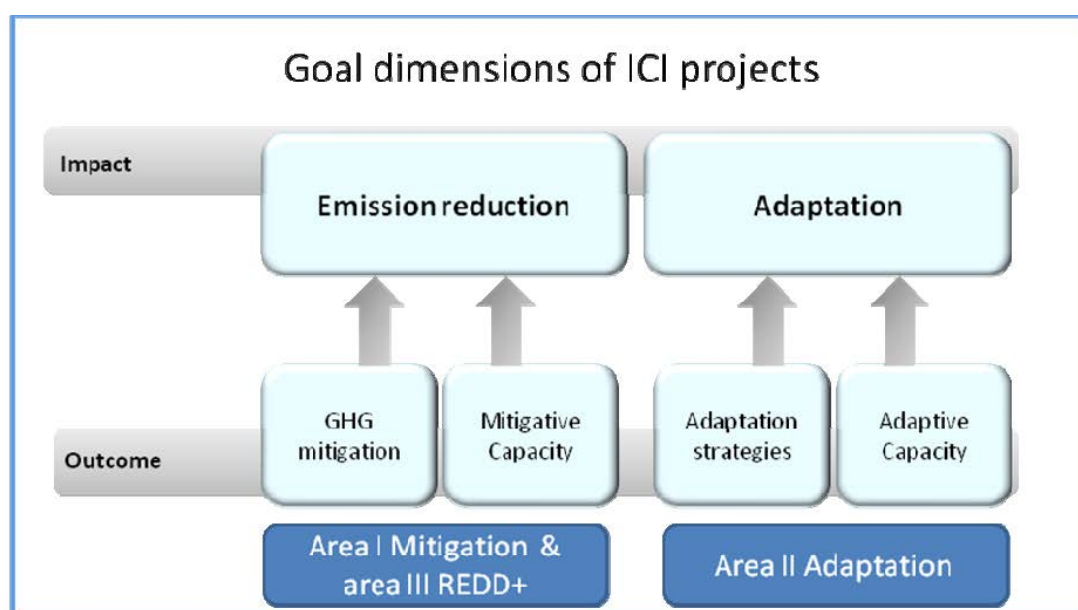 Goal dimensions of ICI projects
Impact
Emission reduction
Adaptation
GHG
mitigation
Mitigative
Capacity
Adaptation
strategies
Adaptive
Capacity
Outcome
Area I Mitigation &
area III REDD+
Area II Adaptation